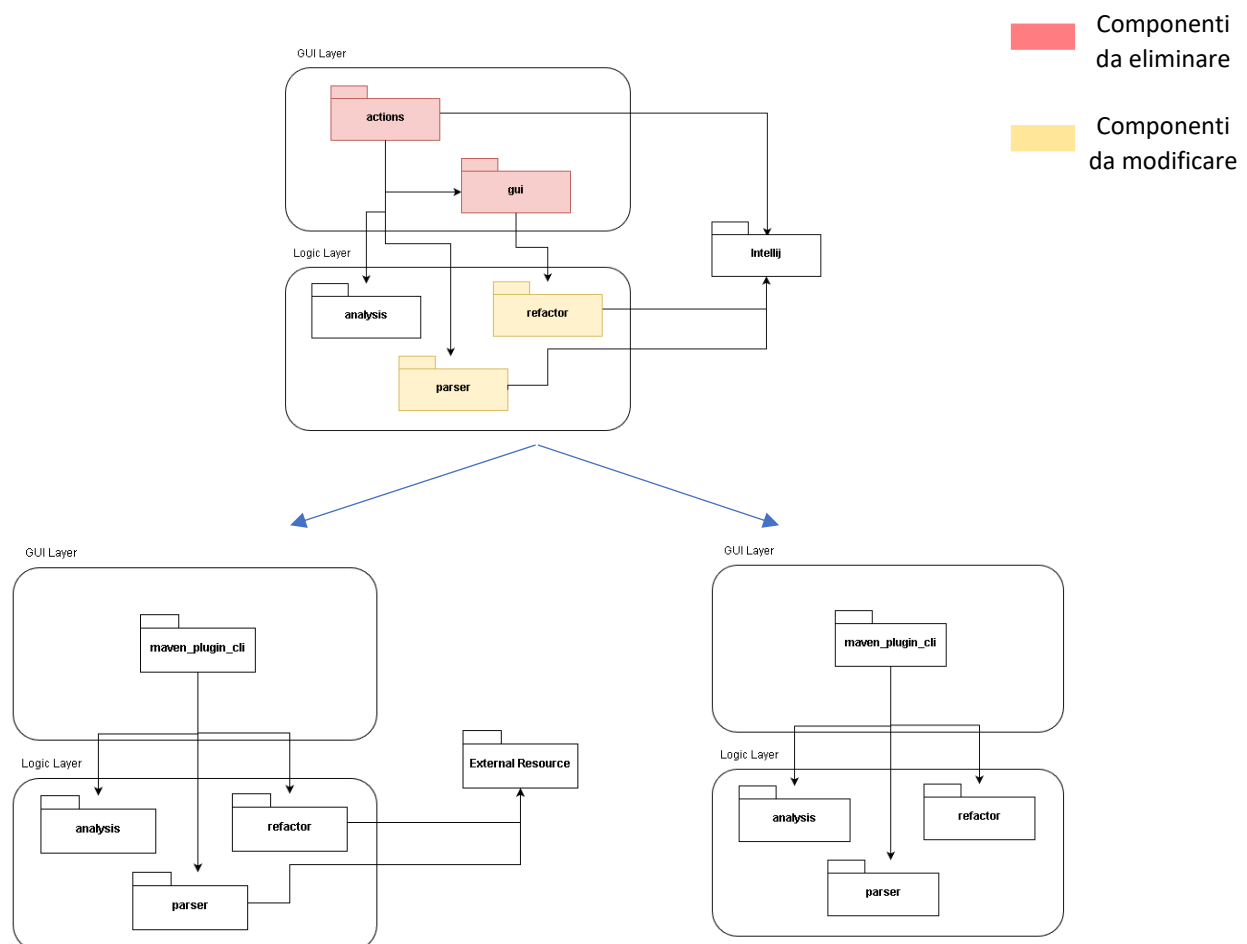 Componenti
da eliminare
Componenti
da modificare
GUI Layer
actions
gui
Intellij
Logic Layer
analysis
refactor
parser
GUI Layer
maven_plugin_cli
Logic Layer
External Resource
analysis
refactor
parser
GUI Layer
maven_plugin_cli
Logic Layer
analysis
refactor
parser